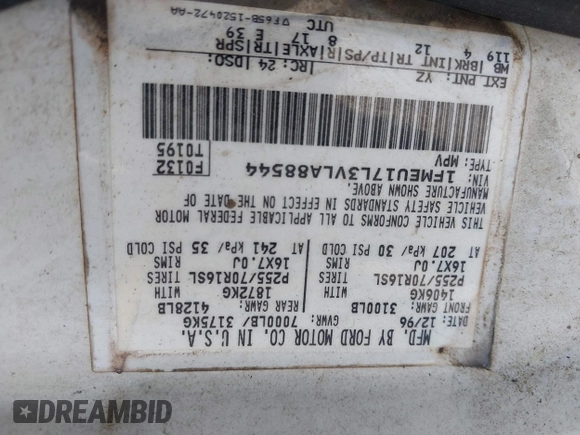 MFD. BY FORD MOTOR CO. IN U.S.A.
DATE: 12/96 GVWR: 7000LB/ 3175KG
FRONT GAWR: 3100LB REAR GAWR: 4128LB
1406KG WITH 1872KG WITH
P255/70R16SL TIRES P255/70R16SL TIRES
16X7.0J RIMS 16X7.0J RIMS
AT 207 kPa/ 30 PSI COLD AT 241 kPa/ 35 PSI COLD
THIS VEHICLE CONFORMS TO ALL APPLICABLE FEDERAL MOTOR
VEHICLE SAFETY STANDARDS IN EFFECT ON THE DATE OF
MANUFACTURE SHOWN ABOVE.
VIN: 1FMEU17L3VLA88544 F0132
TYPE: MPV T0195
EXT PNT: YZ RC: 24 DSO:
WB BRK INT TR TP/PS R AXLE TR SPR
119 4 12 8 17 E 39
UTC
F65B-1520472-AA
DREAMBID